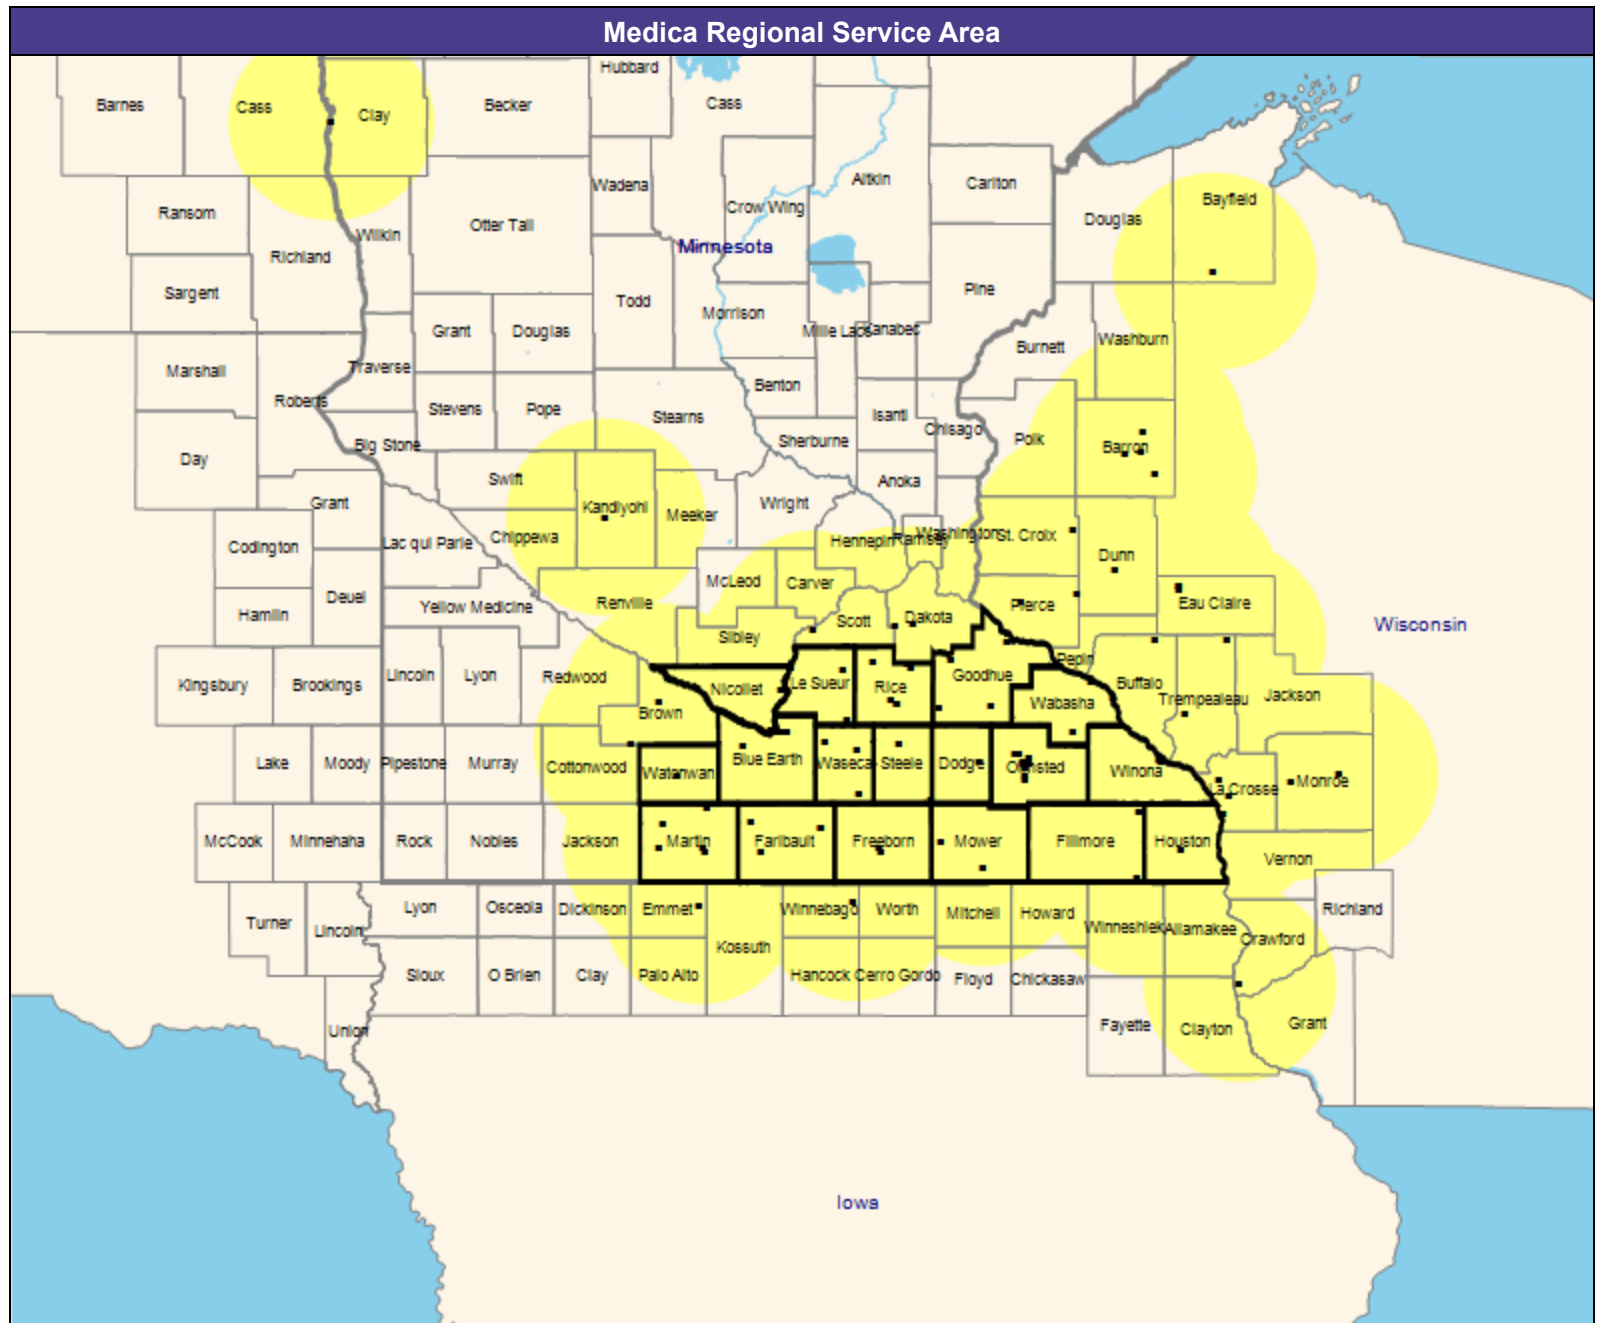 Medica Regional Service Area
Hubbard
Barnes
Cass
Clay
Becker
Cass
Wadena
Aitkin
Carlton
Bayfield
Ransom
Crow Wing
Douglas
Otter Tail
Wilkin
Minnesota
Richland
Sargent
Pine
Todd
Morrison
Grant
Douglas
Mille Lacs
Kanabec
Washburn
Burnett
Marshall
Traverse
Benton
Roberts
Stevens
Pope
Stearns
Isanti
Chisago
Polk
Barron
Big Stone
Sherburne
Day
Swift
Anoka
Grant
Kandiyohi
Meeker
Wright
Codington
Lac qui Parle
Chippewa
Hennepin
Ramsey
Washington
St. Croix
Dunn
McLeod
Carver
Deuel
Yellow Medicine
Renville
Pierce
Eau Claire
Hamlin
Scott
Dakota
Wisconsin
Sibley
Pepin
Kingsbury
Brookings
Lincoln
Lyon
Redwood
Nicollet
Le Sueur
Rice
Goodhue
Buffalo
Trempealeau
Jackson
Brown
Wabasha
Lake
Moody
Pipestone
Murray
Cottonwood
Watonwan
Blue Earth
Waseca
Steele
Dodge
Olmsted
Winona
La Crosse
Monroe
McCook
Minnehaha
Rock
Nobles
Jackson
Martin
Faribault
Freeborn
Mower
Fillmore
Houston
Vernon
Turner
Lincoln
Lyon
Osceola
Dickinson
Emmet
Winnebago
Worth
Mitchell
Howard
Winneshiek
Allamakee
Crawford
Richland
Kossuth
Sioux
O Brien
Clay
Palo Alto
Hancock
Cerro Gordo
Floyd
Chickasaw
Union
Fayette
Clayton
Grant
Iowa